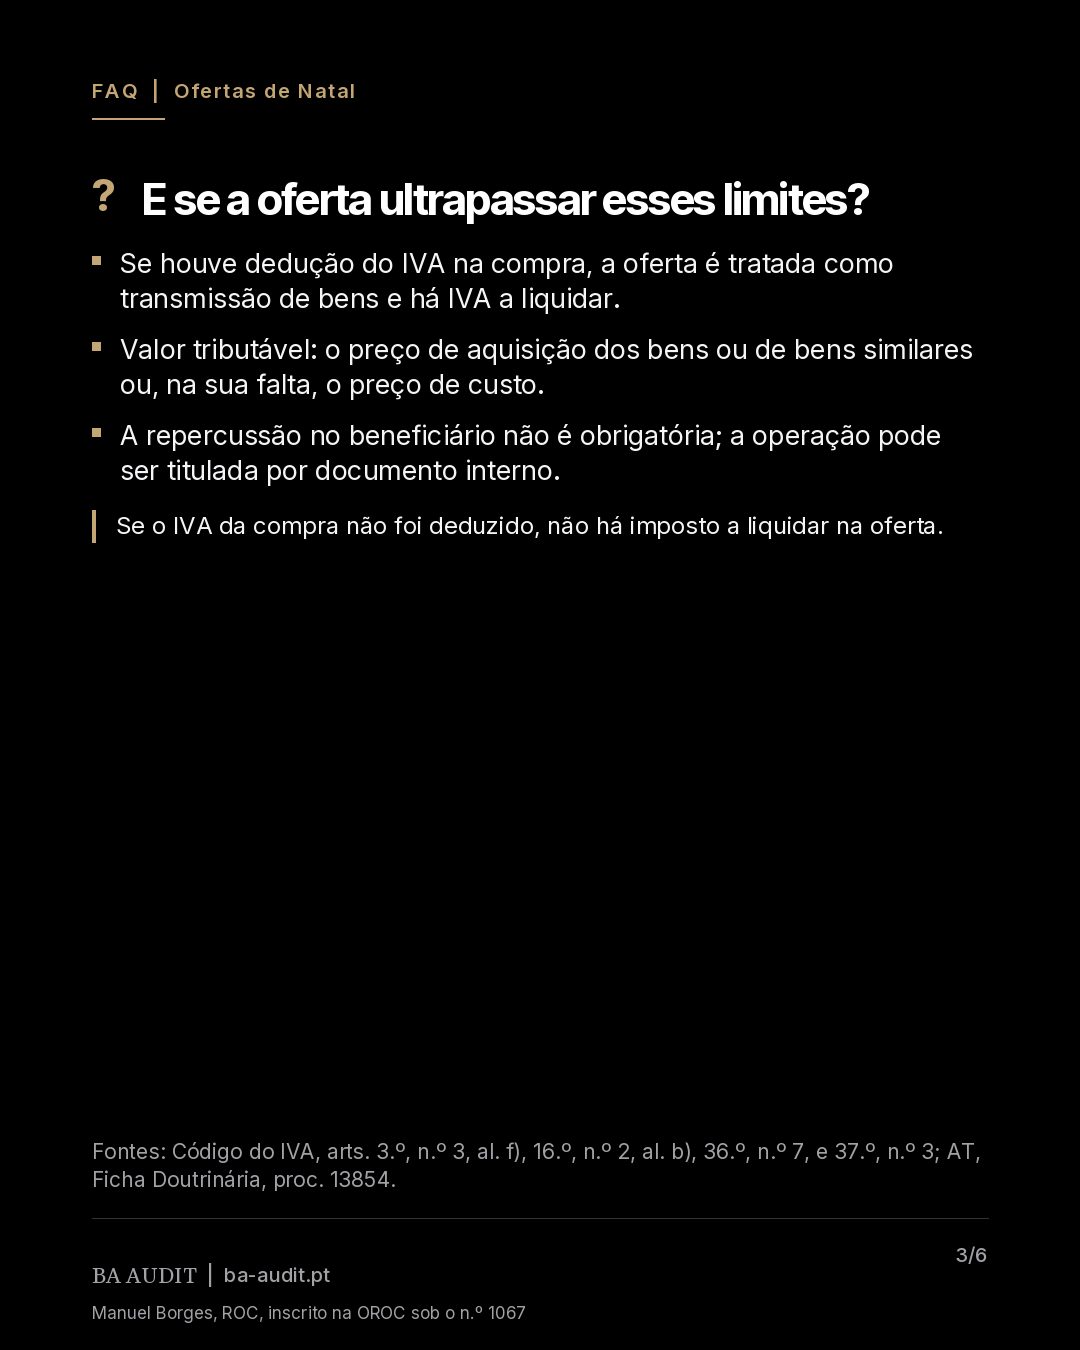 FAQ | Ofertas de Natal
? E se a oferta ultrapassar esses limites?
Se houve dedução do IVA na compra, a oferta é tratada como
transmissão de bens e há IVA a liquidar.
Valor tributável: o preço de aquisição dos bens ou de bens similares
ou, na sua falta, o preço de custo.
A repercussão no beneficiário não é obrigatória; a operação pode
ser titulada por documento interno.
Se o IVA da compra não foi deduzido, não há imposto a liquidar na oferta.
Fontes: Código do IVA, arts. 3.º, n.º 3, al. f), 16.º, n.º 2, al. b), 36.º, n.º 7, e 37.º, n.º 3; AT,
Ficha Doutrinária, proc. 13854.
3/6
BA AUDIT | ba-audit.pt
Manuel Borges, ROC, inscrito na OROC sob o n.º 1067